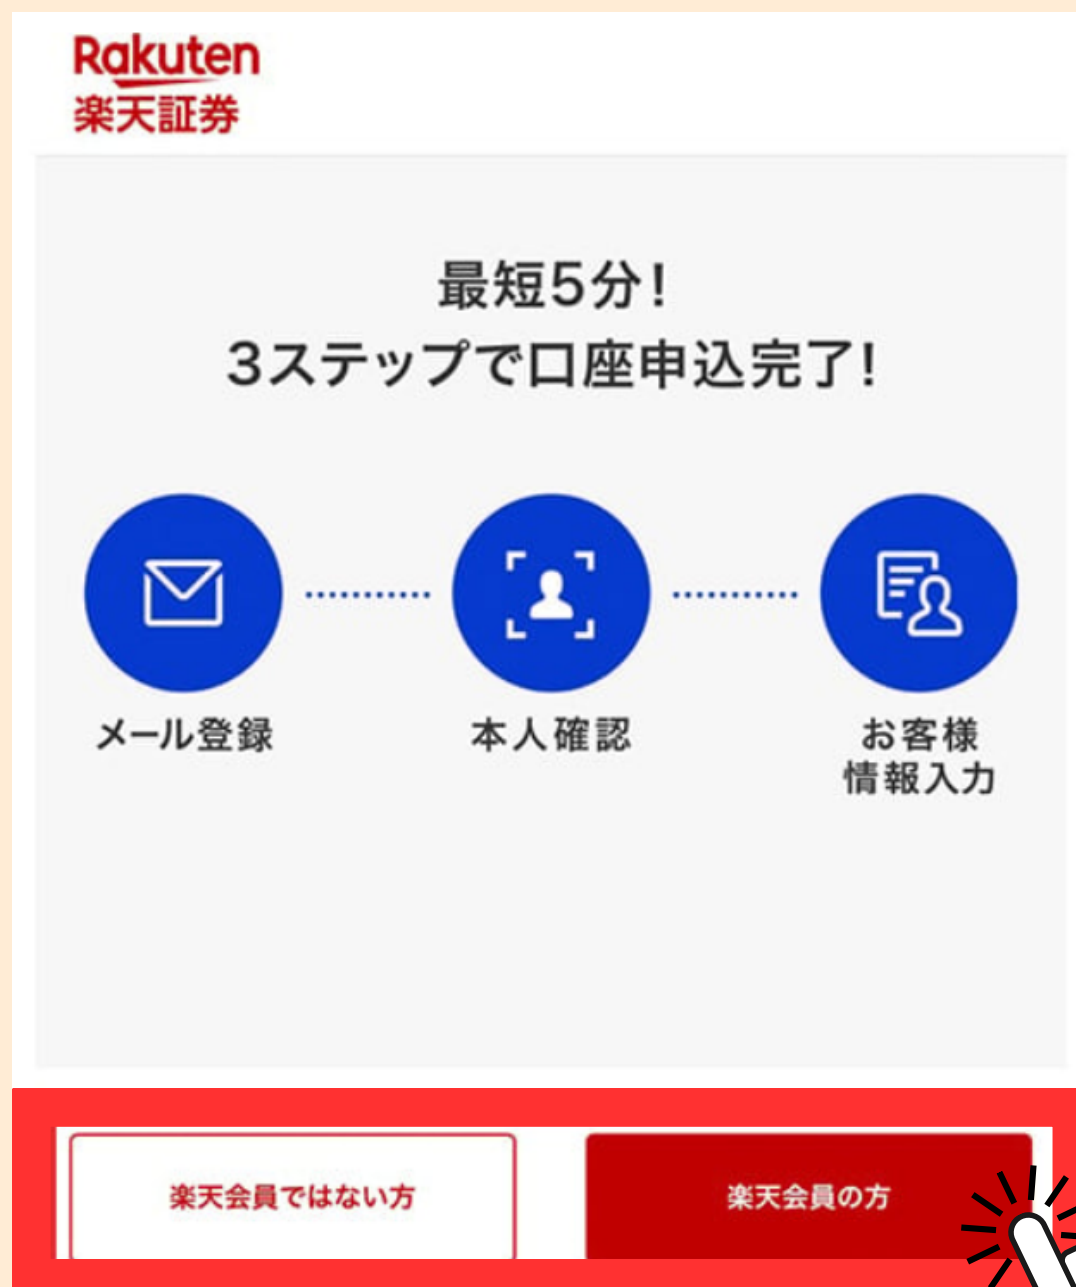 Rakuten
楽天証券
最短5分!
3ステップで口座申込完了!
メール登録
本人確認
お客様
情報入力
楽天会員ではない方
楽天会員の方